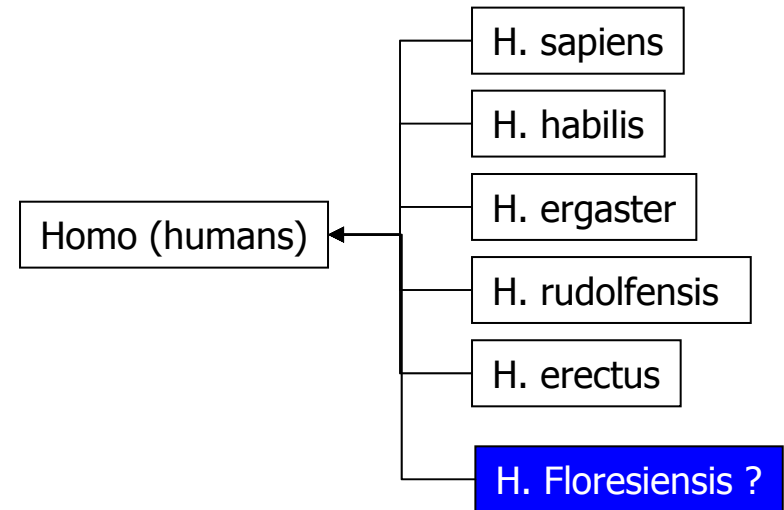 H. sapiens
H. habilis
H. ergaster
Homo (humans)
H. rudolfensis
H. erectus
H. Floresiensis ?